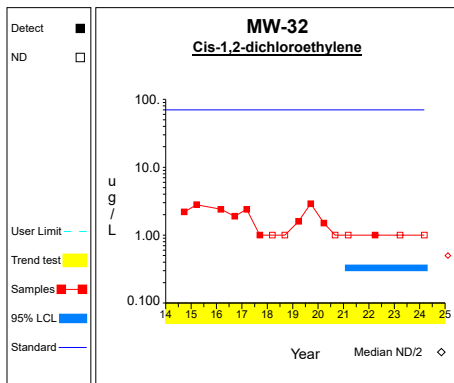 Detect
ND
User Limit
Trend test
Samples
95% LCL
Standard
MW-32
Cis-1,2-dichloroethylene
ug/L
100.
10.0
1.00
0.100
14 15 16 17 18 19 20 21 22 23 24 25
Year
Median ND/2